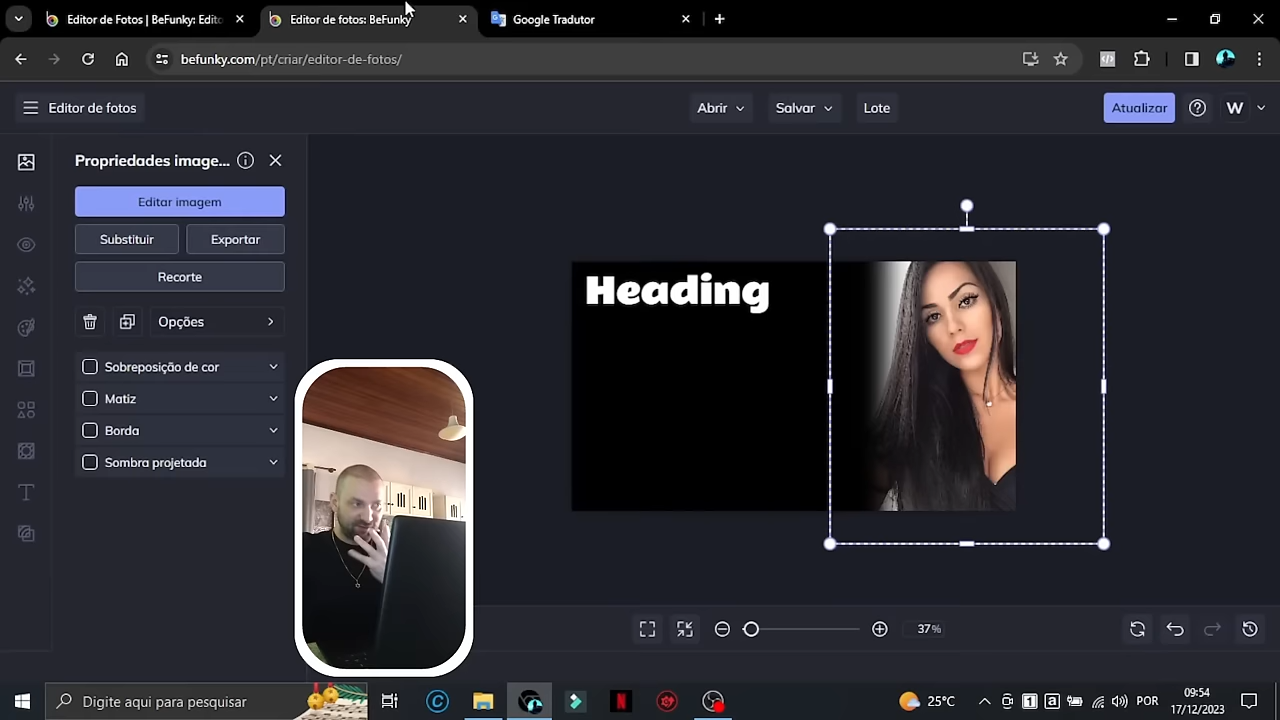 Editor de Fotos | BeFunky: Edito
Editor de fotos: BeFunky
Google Tradutor
befunky.com/pt/criar/editor-de-fotos/
Editor de fotos
Abrir
Salvar
Lote
Atualizar
W
Propriedades image...
Editar imagem
Substituir
Exportar
Recorte
Opções
Sobreposição de cor
Matiz
Borda
Sombra projetada
Heading
37%
Digite aqui para pesquisar
25°C
POR
09:54
17/12/2023